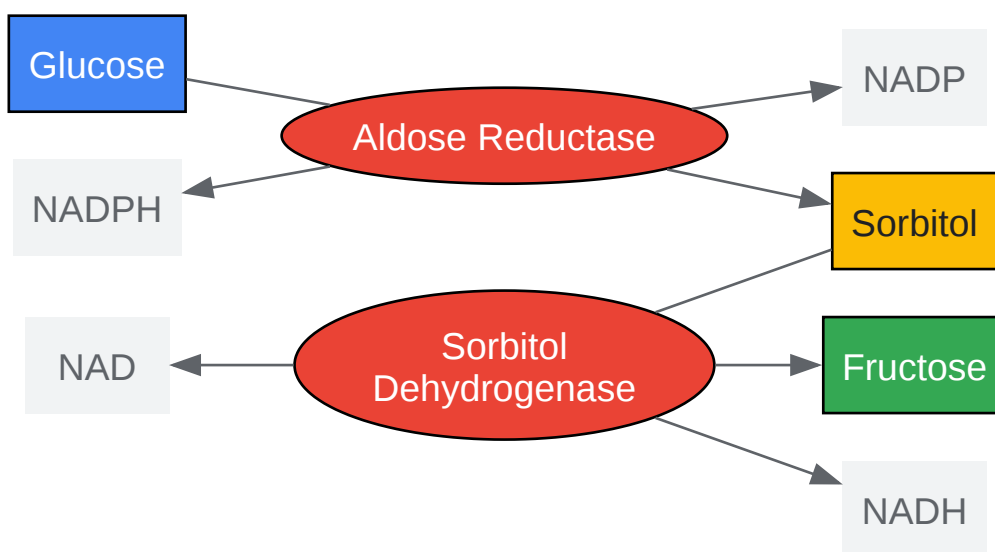 Glucose
NADP
Aldose Reductase
NADPH
Sorbitol
Sorbitol
Dehydrogenase
NAD
Fructose
NADH